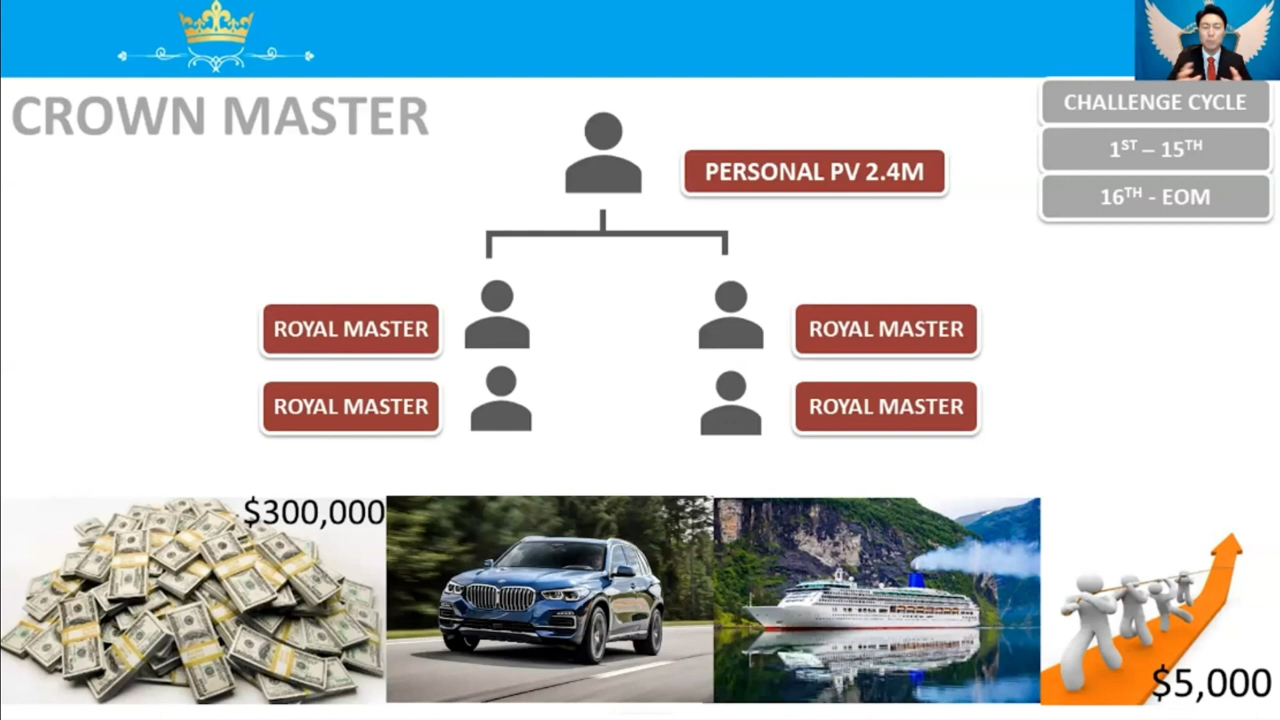 CROWN MASTER
PERSONAL PV 2.4M
CHALLENGE CYCLE
1ST – 15TH
16TH - EOM
ROYAL MASTER
ROYAL MASTER
ROYAL MASTER
ROYAL MASTER
$300,000
$5,000